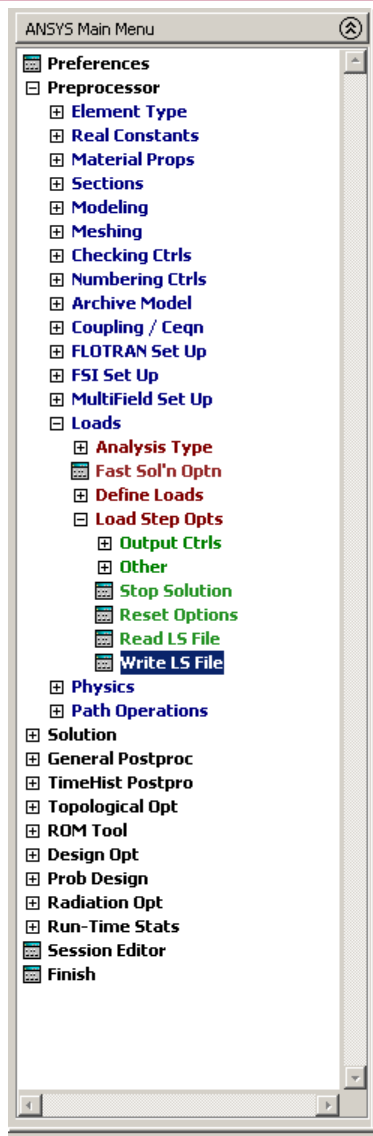 ANSYS Main Menu
Preferences
Preprocessor
Element Type
Real Constants
Material Props
Sections
Modeling
Meshing
Checking Ctrls
Numbering Ctrls
Archive Model
Coupling / Ceqn
FLOTRAN Set Up
FSI Set Up
MultiField Set Up
Loads
Analysis Type
Fast Sol'n Optn
Define Loads
Load Step Opts
Output Ctrls
Other
Stop Solution
Reset Options
Read LS File
Write LS File
Physics
Path Operations
Solution
General Postproc
TimeHist Postpro
Topological Opt
ROM Tool
Design Opt
Prob Design
Radiation Opt
Run-Time Stats
Session Editor
Finish